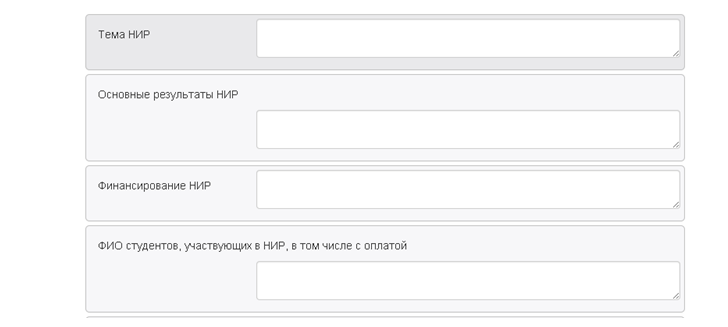 Тема НИР
Основные результаты НИР
Финансирование НИР
ФИО студентов, участвующих в НИР, в том числе с оплатой